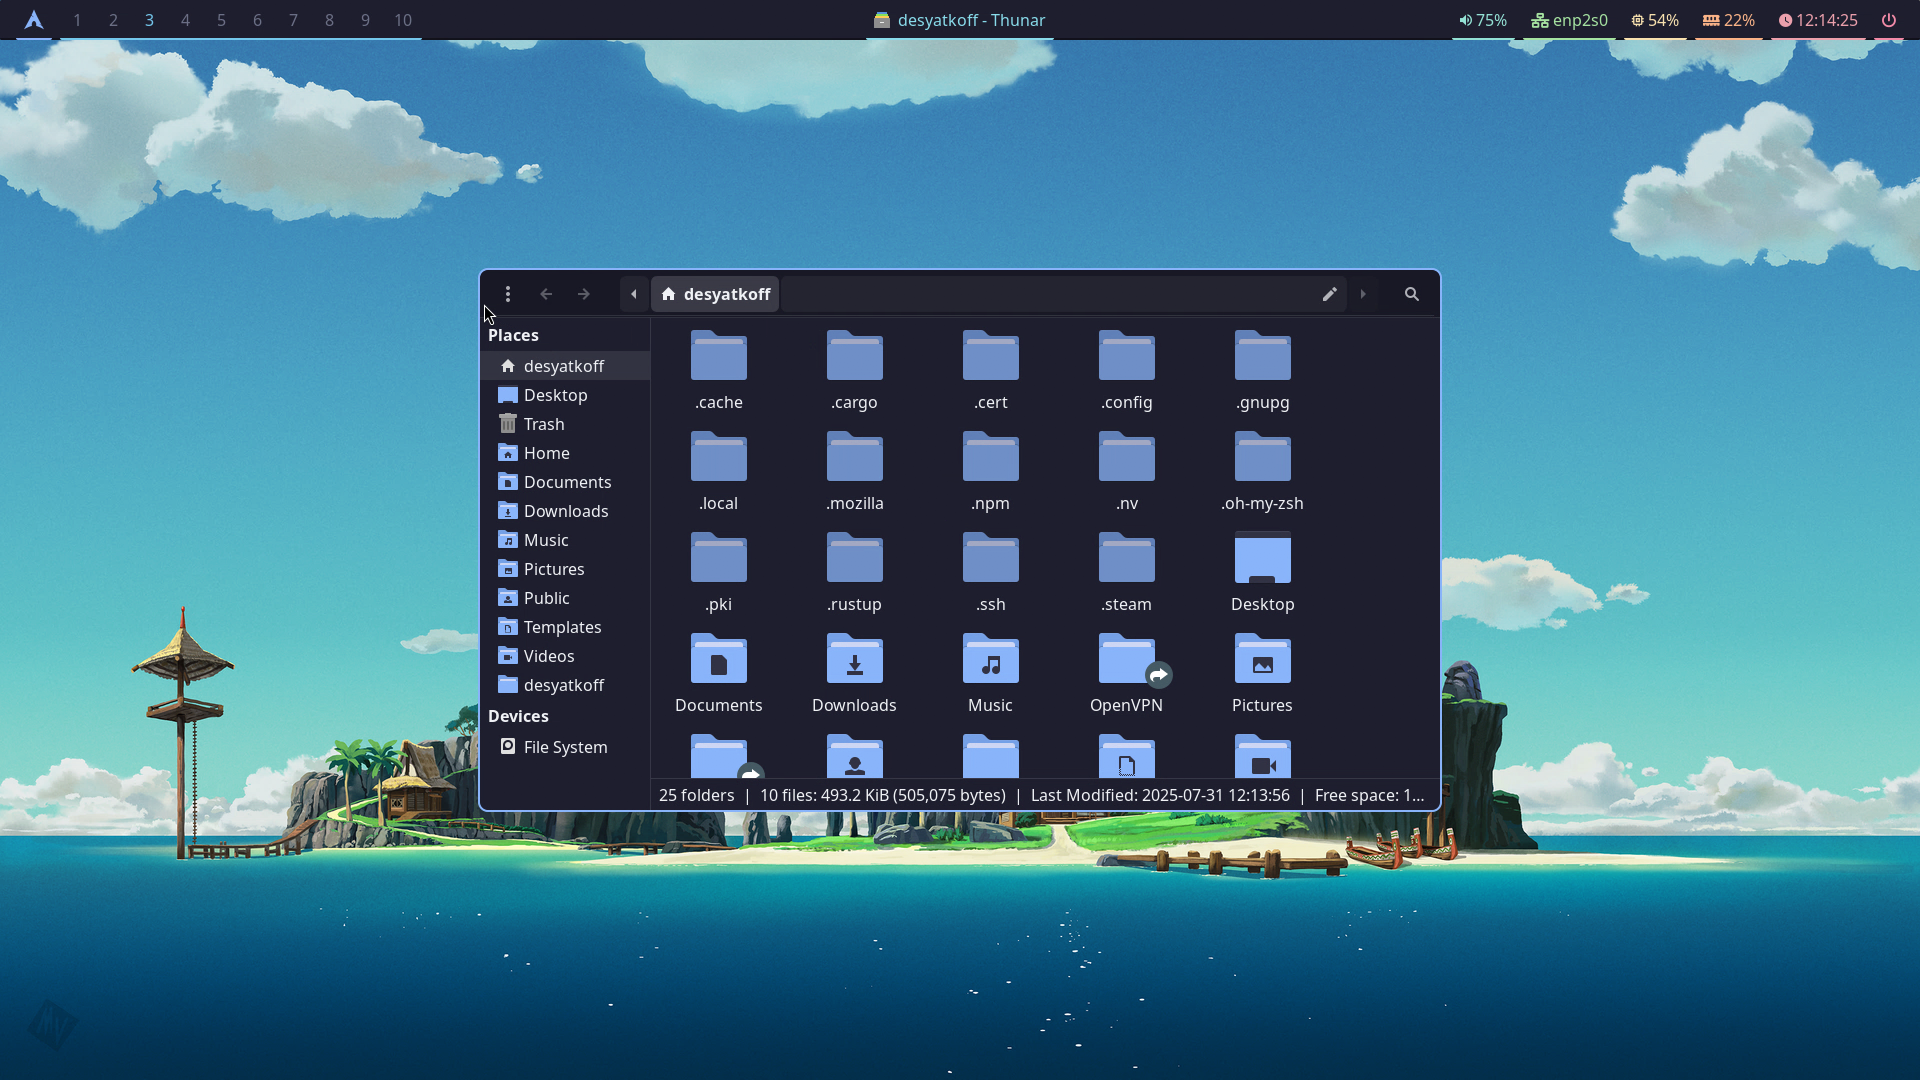 1 2 3 4 5 6 7 8 9 10
desyatkoff - Thunar
75% enp2s0 54% 22% 12:14:25
desyatkoff
Places
desyatkoff
Desktop
Trash
Home
Documents
Downloads
Music
Pictures
Public
Templates
Videos
desyatkoff
Devices
File System
.cache .cargo .cert .config .gnupg
.local .mozilla .npm .nv .oh-my-zsh
.pki .rustup .ssh .steam Desktop
Documents Downloads Music OpenVPN Pictures
25 folders | 10 files: 493.2 KiB (505,075 bytes) | Last Modified: 2025-07-31 12:13:56 | Free space: 1...